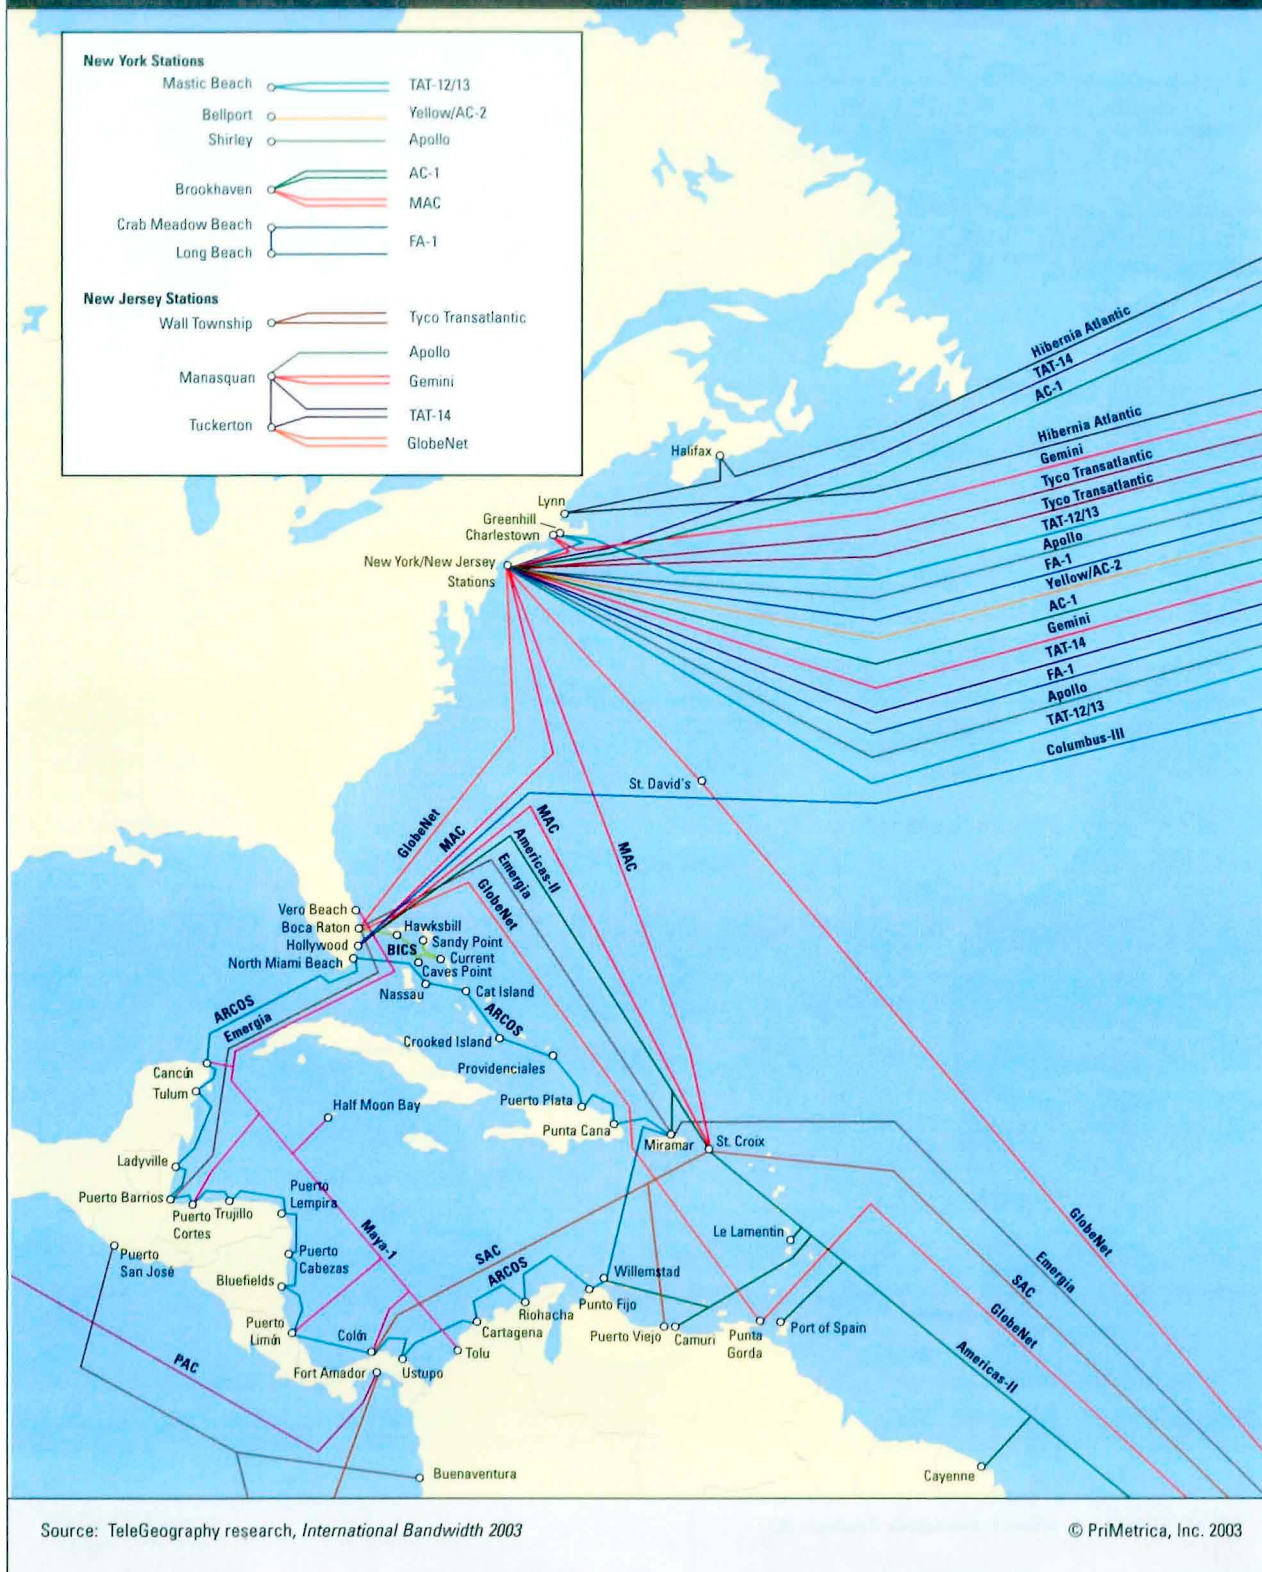 New York Stations
Mastic Beach
TAT-12/13
Bellport
Yellow/AC-2
Shirley
Apollo
Brookhaven
AC-1
MAC
Crab Meadow Beach
Long Beach
FA-1
New Jersey Stations
Wall Township
Tyco Transatlantic
Manasquan
Apollo
Gemini
Tuckerton
TAT-14
GlobeNet
Hibernia Atlantic
TAT-14
AC-1
Hibernia Atlantic
Gemini
Tyco Transatlantic
Tyco Transatlantic
TAT-12/13
Apollo
FA-1
Yellow/AC-2
AC-1
Gemini
TAT-14
FA-1
Apollo
TAT-12/13
Columbus-III
Halifax
Lynn
Greenhill
Charlestown
New York/New Jersey
Stations
St. David's
GlobeNet
MAC
MAC
MAC
Americas-II
Emergia
GlobeNet
Vero Beach
Boca Raton
Hollywood
North Miami Beach
Hawksbill
BICS
Sandy Point
Current
Caves Point
Nassau
Cat Island
ARCOS
Emergia
ARCOS
Crooked Island
Providenciales
Cancún
Tulum
Half Moon Bay
Puerto Plata
Punta Cana
Miramar
St. Croix
Ladyville
Puerto Barrios
Puerto
Cortes
Trujillo
Puerto
Lempira
Puerto
San José
Puerto
Cabezas
Bluefields
Maya-1
SAC
ARCOS
Le Lamentin
Willemstad
Punto Fijo
Riohacha
Cartagena
Puerto Viejo
Camuri
Punta
Gorda
Port of Spain
Puerto
Limón
Colón
Tolu
Fort Amador
Ustupo
PAC
Buenaventura
GlobeNet
Emergia
SAC
GlobeNet
Americas-II
Cayenne
Source: TeleGeography research, International Bandwidth 2003
© PriMetrica, Inc. 2003